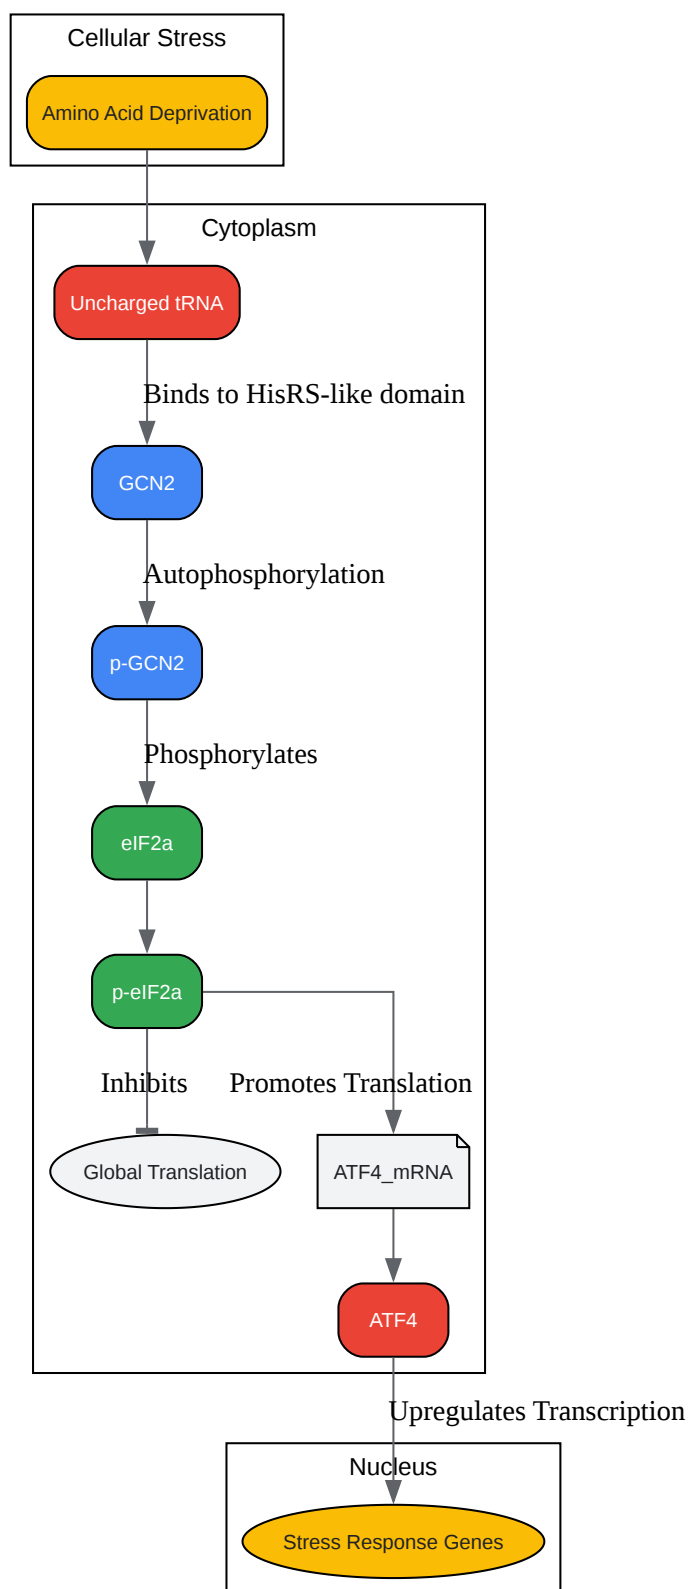 Cellular Stress
Amino Acid Deprivation
Cytoplasm
Uncharged tRNA
Binds to HisRS-like domain
GCN2
Autophosphorylation
p-GCN2
Phosphorylates
eIF2a
p-eIF2a
Inhibits
Promotes Translation
Global Translation
ATF4_mRNA
ATF4
Upregulates Transcription
Nucleus
Stress Response Genes